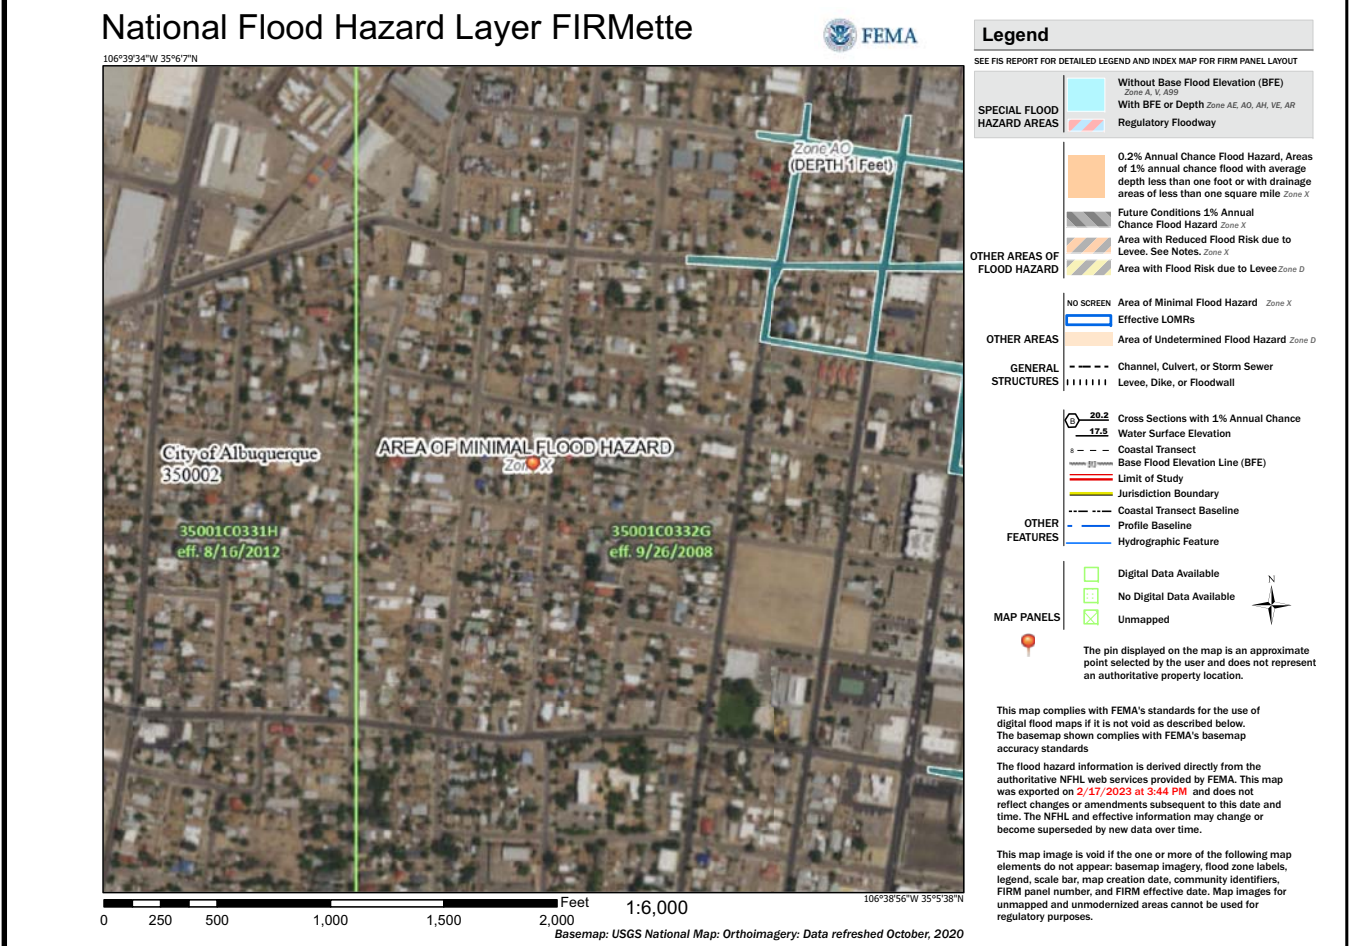 National Flood Hazard Layer FIRMette
FEMA
106°39'34"W 35°6'7"N
Zone AO
(DEPTH 1 Feet)
AREA OF MINIMAL FLOOD HAZARD
Zone X
City of Albuquerque
350002
35001C0331H
eff. 8/16/2012
35001C0332G
eff. 9/26/2008
106°38'56"W 35°5'38"N
Feet
1:6,000
0 250 500 1,000 1,500 2,000
Basemap: USGS National Map: Orthoimagery: Data refreshed October, 2020
Legend
SEE FIS REPORT FOR DETAILED LEGEND AND INDEX MAP FOR FIRM PANEL LAYOUT
SPECIAL FLOOD
HAZARD AREAS
Without Base Flood Elevation (BFE)
Zone A, V, A99
With BFE or Depth Zone AE, AO, AH, VE, AR
Regulatory Floodway
OTHER AREAS OF
FLOOD HAZARD
0.2% Annual Chance Flood Hazard, Areas
of 1% annual chance flood with average
depth less than one foot or with drainage
areas of less than one square mile Zone X
Future Conditions 1% Annual
Chance Flood Hazard Zone X
Area with Reduced Flood Risk due to
Levee. See Notes. Zone X
Area with Flood Risk due to Levee Zone D
OTHER AREAS
NO SCREEN Area of Minimal Flood Hazard Zone X
Effective LOMRs
Area of Undetermined Flood Hazard Zone D
GENERAL
STRUCTURES
Channel, Culvert, or Storm Sewer
Levee, Dike, or Floodwall
OTHER
FEATURES
B 20.2 Cross Sections with 1% Annual Chance
17.5 Water Surface Elevation
8 Coastal Transect
Base Flood Elevation Line (BFE)
Limit of Study
Jurisdiction Boundary
Coastal Transect Baseline
Profile Baseline
Hydrographic Feature
MAP PANELS
Digital Data Available
No Digital Data Available
Unmapped
N
The pin displayed on the map is an approximate
point selected by the user and does not represent
an authoritative property location.
This map complies with FEMA's standards for the use of
digital flood maps if it is not void as described below.
The basemap shown complies with FEMA's basemap
accuracy standards
The flood hazard information is derived directly from the
authoritative NFHL web services provided by FEMA. This map
was exported on 2/17/2023 at 3:44 PM and does not
reflect changes or amendments subsequent to this date and
time. The NFHL and effective information may change or
become superseded by new data over time.
This map image is void if the one or more of the following map
elements do not appear: basemap imagery, flood zone labels,
legend, scale bar, map creation date, community identifiers,
FIRM panel number, and FIRM effective date. Map images for
unmapped and unmodernized areas cannot be used for
regulatory purposes.